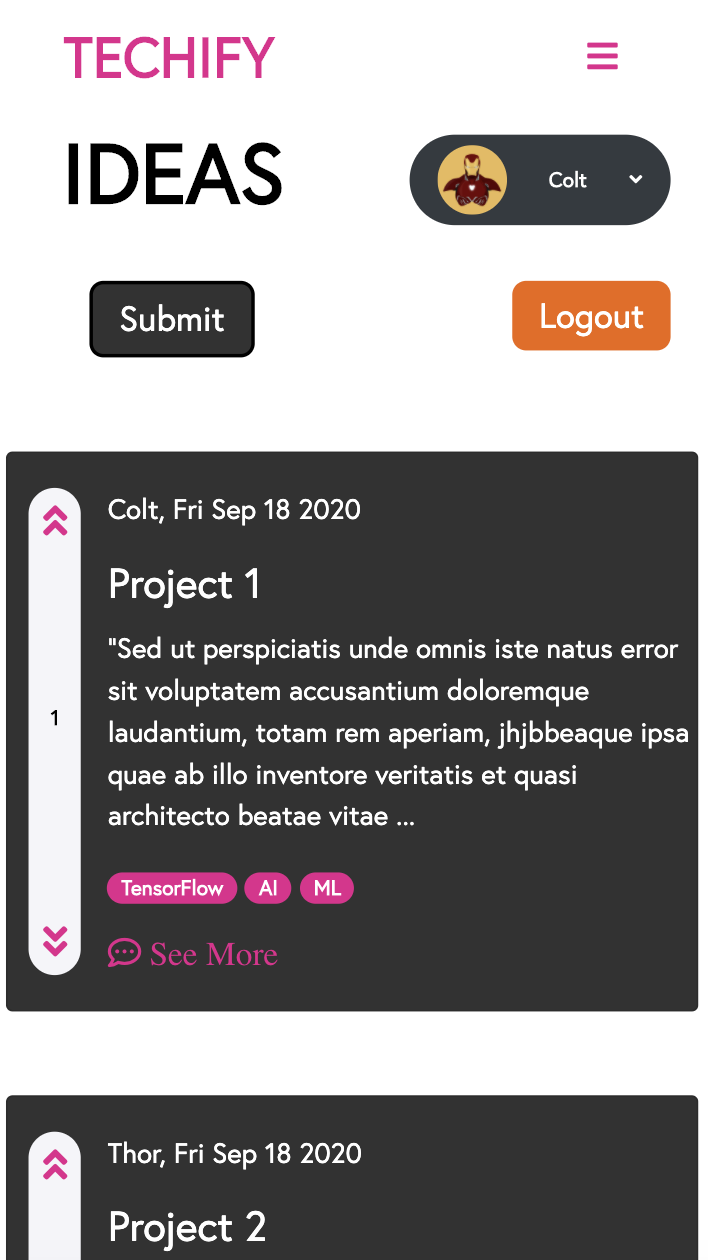 TECHIFY
IDEAS
Colt
Submit
Logout
Colt, Fri Sep 18 2020
Project 1
1
"Sed ut perspiciatis unde omnis iste natus error
sit voluptatem accusantium doloremque
laudantium, totam rem aperiam, jhjbbeaque ipsa
quae ab illo inventore veritatis et quasi
architecto beatae vitae ...
TensorFlow AI ML
See More
Thor, Fri Sep 18 2020
Project 2